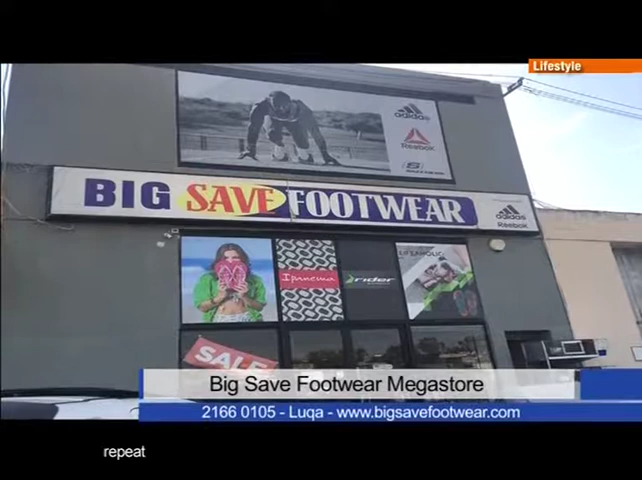 Lifestyle
adidas
Reebok
BIG SAVE FOOTWEAR
adidas
Reebok
Ipanema
rider
LIFEAHOLIC
SALE
Big Save Footwear Megastore
2166 0105 - Luqa - www.bigsavefootwear.com
repeat